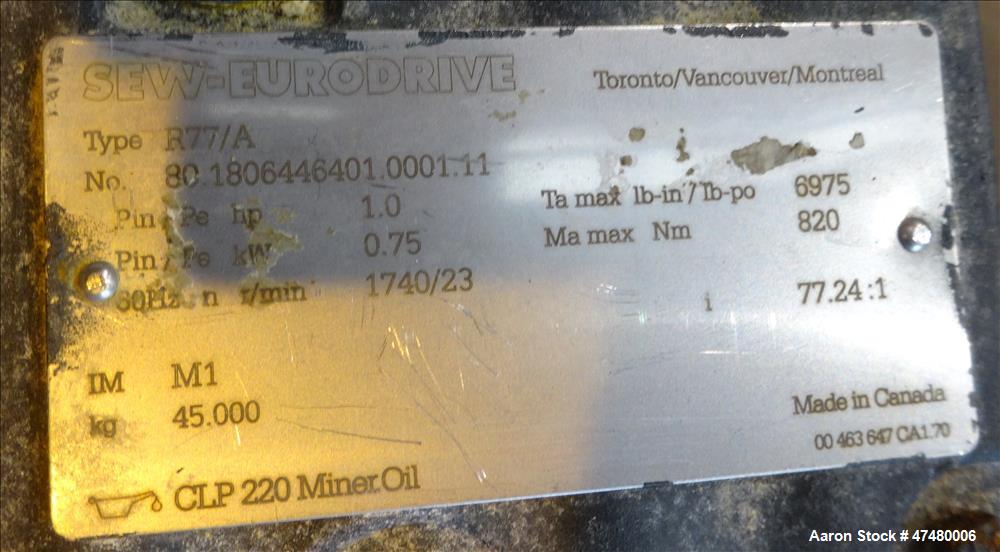 SEW-EURODRIVE
Toronto/Vancouver/Montreal
Type R77/A
No. 80.1806446401.0001.11
Pin / Pe hp 1.0
Ta max lb-in / lb-po 6975
Pin / Pe kW 0.75
Ma max Nm 820
60Hz n r/min 1740/23
i 77.24:1
IM M1
kg 45.000
Made in Canada
00 463 647 CA1.70
CLP 220 Miner.Oil
Aaron Stock # 47480006